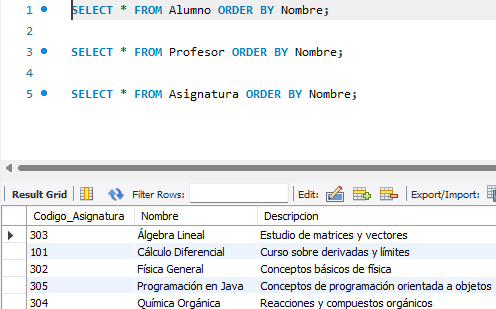 1 SELECT * FROM Alumno ORDER BY Nombre;
2
3 SELECT * FROM Profesor ORDER BY Nombre;
4
5 SELECT * FROM Asignatura ORDER BY Nombre;
Result Grid Filter Rows: Edit: Export/Import:
Codigo_Asignatura Nombre Descripcion
303 Álgebra Lineal Estudio de matrices y vectores
101 Cálculo Diferencial Curso sobre derivadas y límites
302 Física General Conceptos básicos de física
305 Programación en Java Conceptos de programación orientada a objetos
304 Química Orgánica Reacciones y compuestos orgánicos